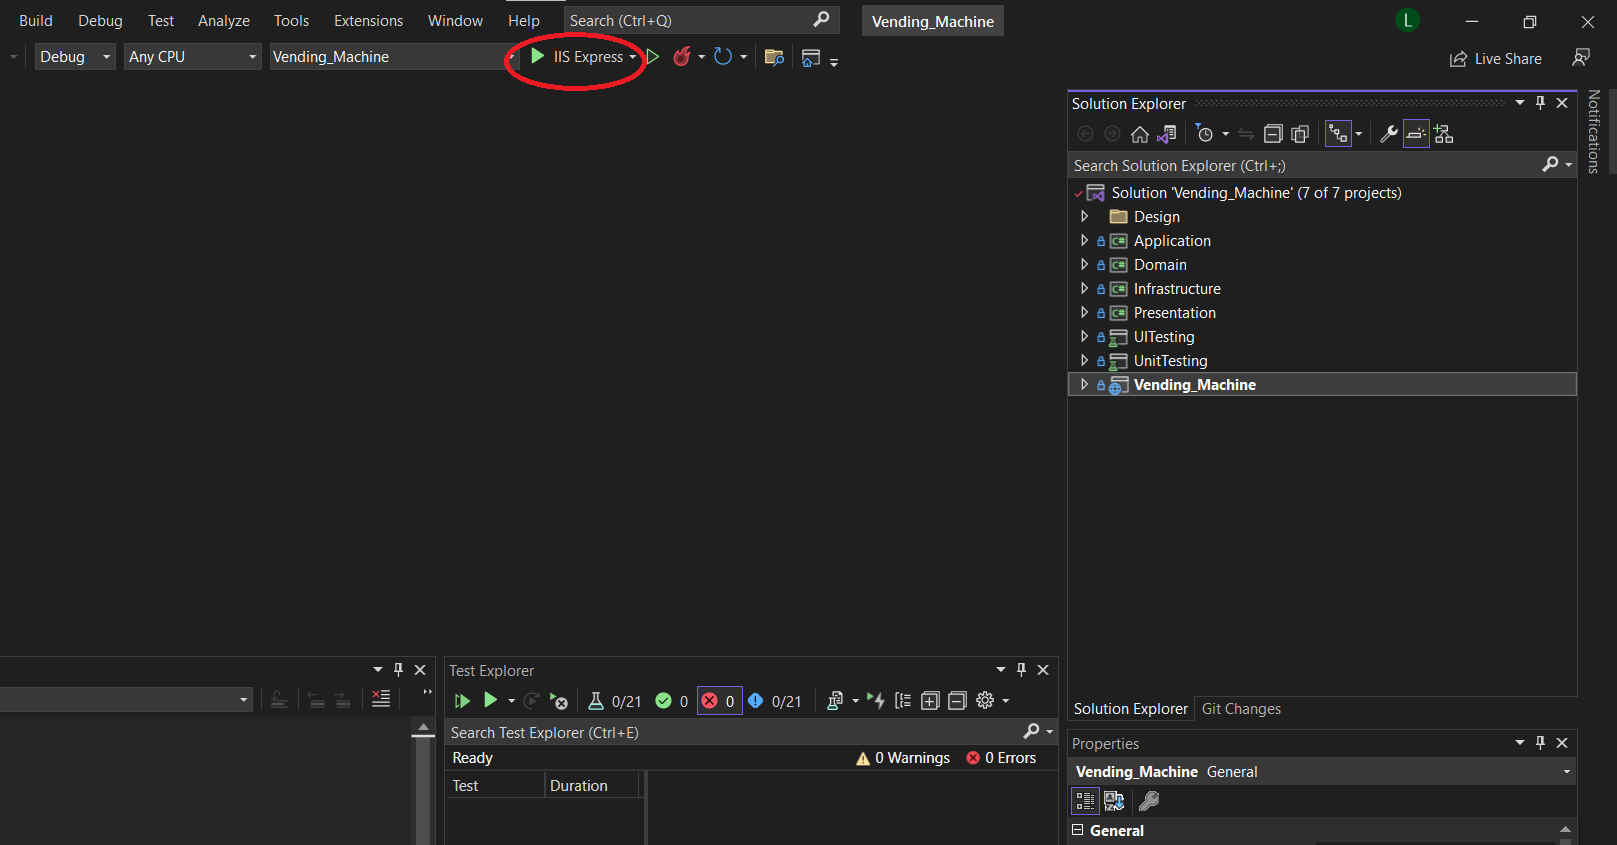 Build Debug Test Analyze Tools Extensions Window Help Search (Ctrl+Q) Vending_Machine L
Debug Any CPU Vending_Machine IIS Express Live Share
Notifications
Solution Explorer
Search Solution Explorer (Ctrl+;)
Solution 'Vending_Machine' (7 of 7 projects)
Design
C# Application
C# Domain
C# Infrastructure
C# Presentation
UITesting
UnitTesting
Vending_Machine
Test Explorer
0/21 0 0 0/21
Search Test Explorer (Ctrl+E)
Ready 0 Warnings 0 Errors
Test Duration
Solution Explorer Git Changes
Properties
Vending_Machine General
General